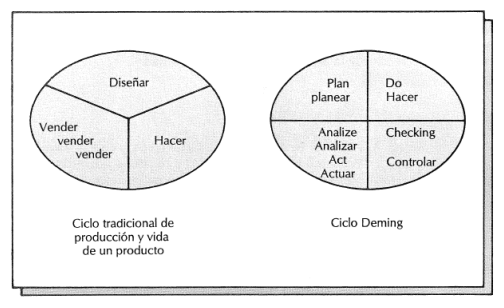 Diseñar
Vender
vender
vender
Hacer
Ciclo tradicional de
producción y vida
de un producto
Plan
planear
Do
Hacer
Analize
Analizar
Act
Actuar
Checking
Controlar
Ciclo Deming